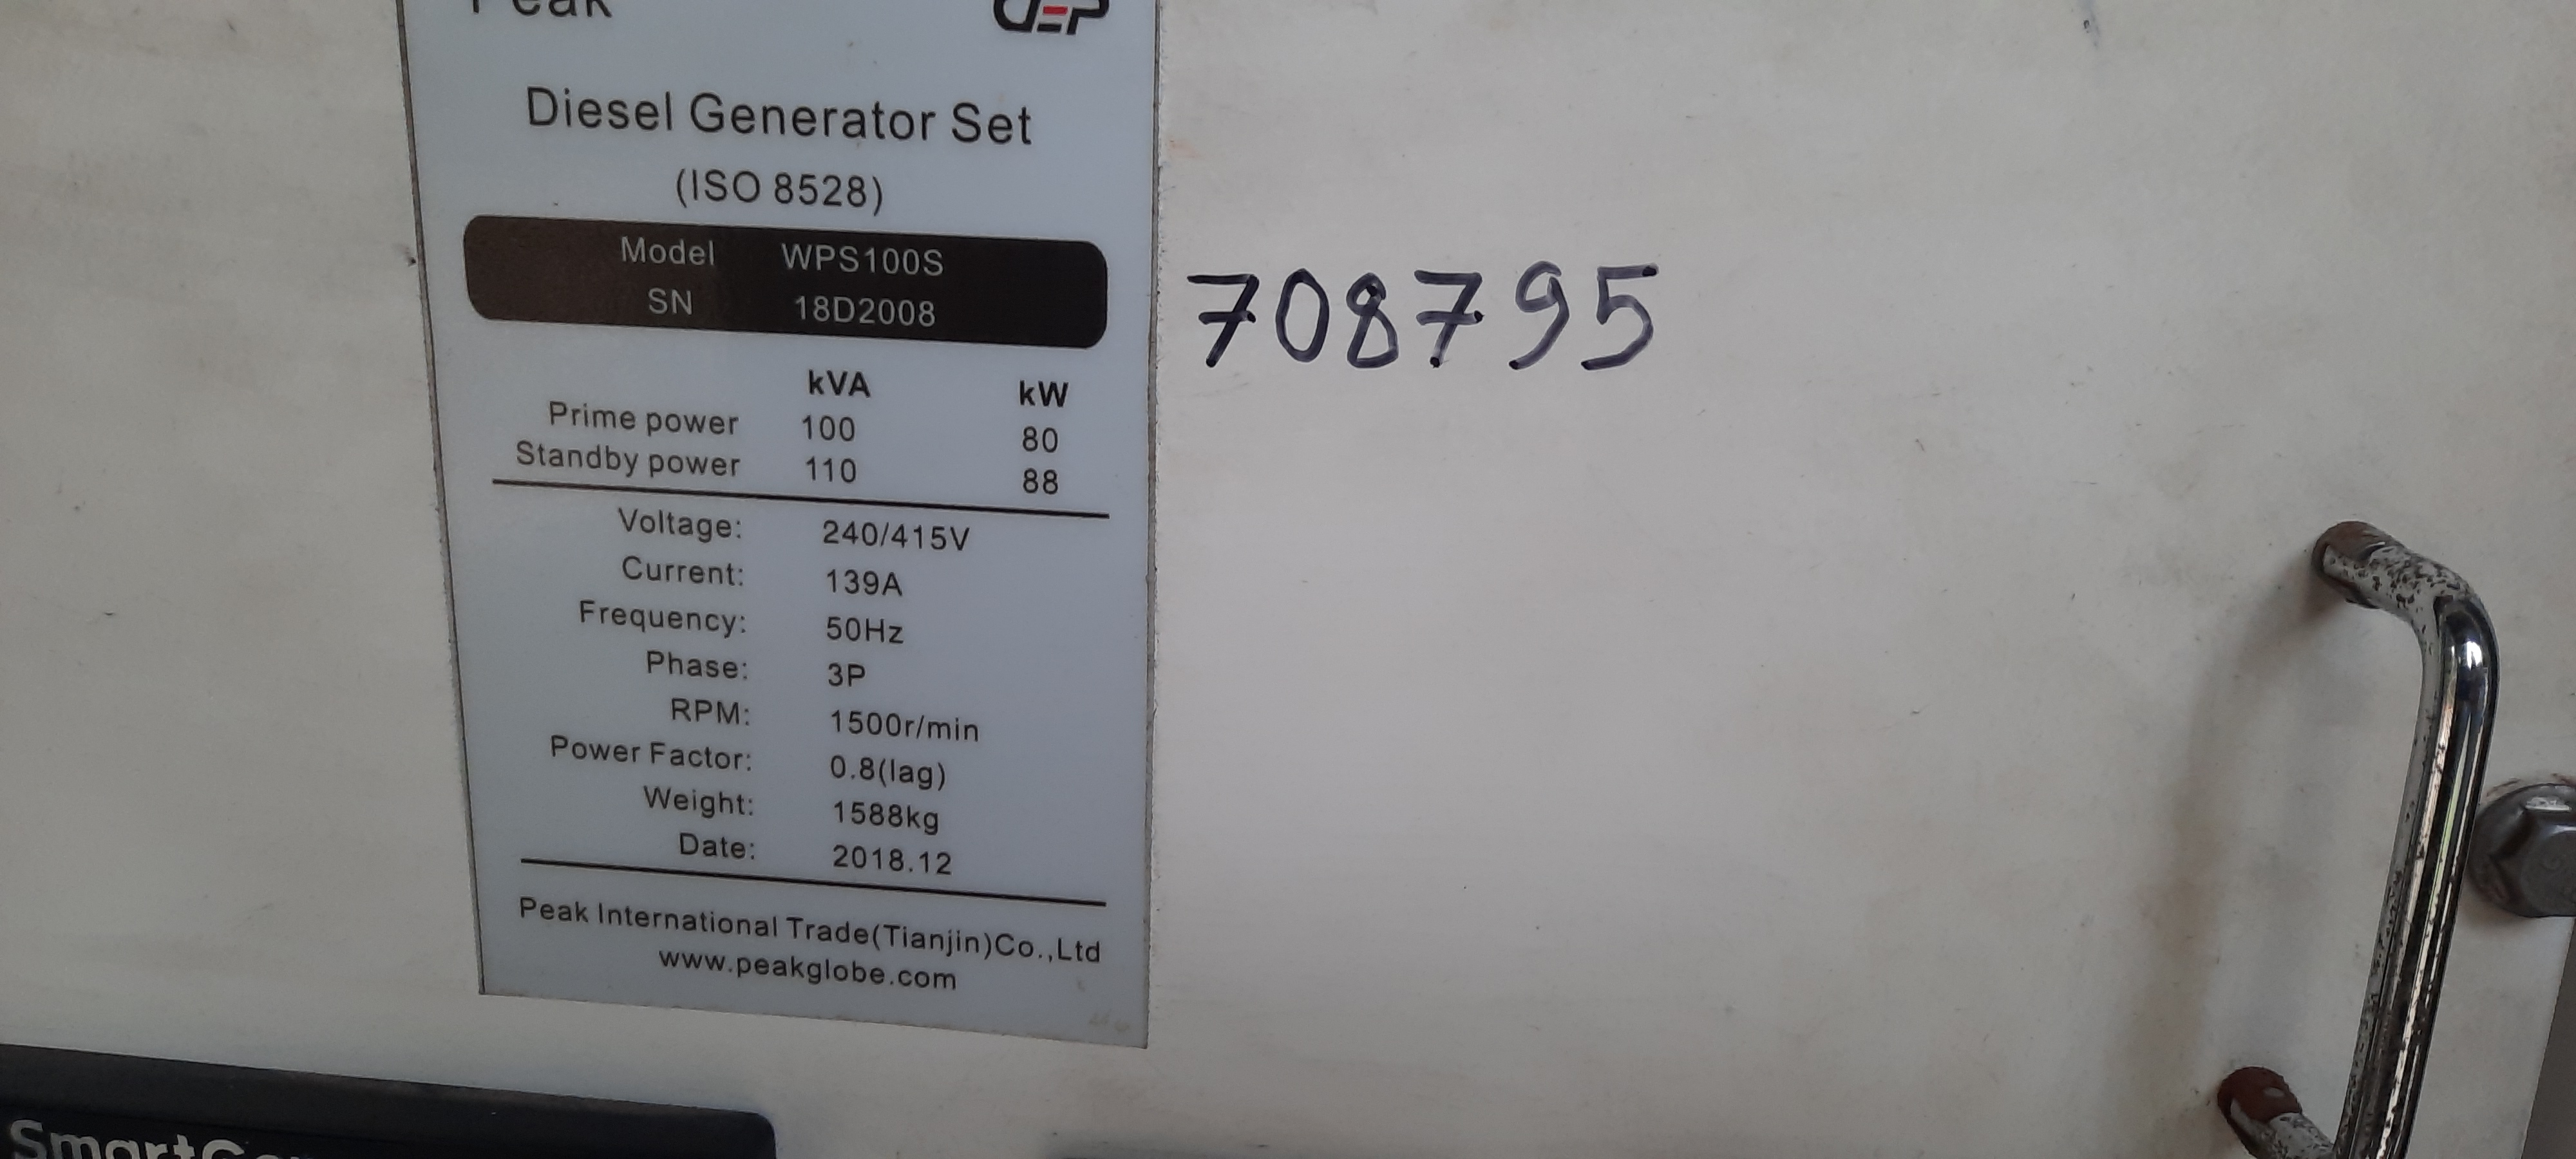 Peak
Diesel Generator Set
(ISO 8528)
Model WPS100S
SN 18D2008
708795
kVA kW
Prime power 100 80
Standby power 110 88
Voltage: 240/415V
Current: 139A
Frequency: 50Hz
Phase: 3P
RPM: 1500r/min
Power Factor: 0.8(lag)
Weight: 1588kg
Date: 2018.12
Peak International Trade(Tianjin)Co.,Ltd
www.peakglobe.com